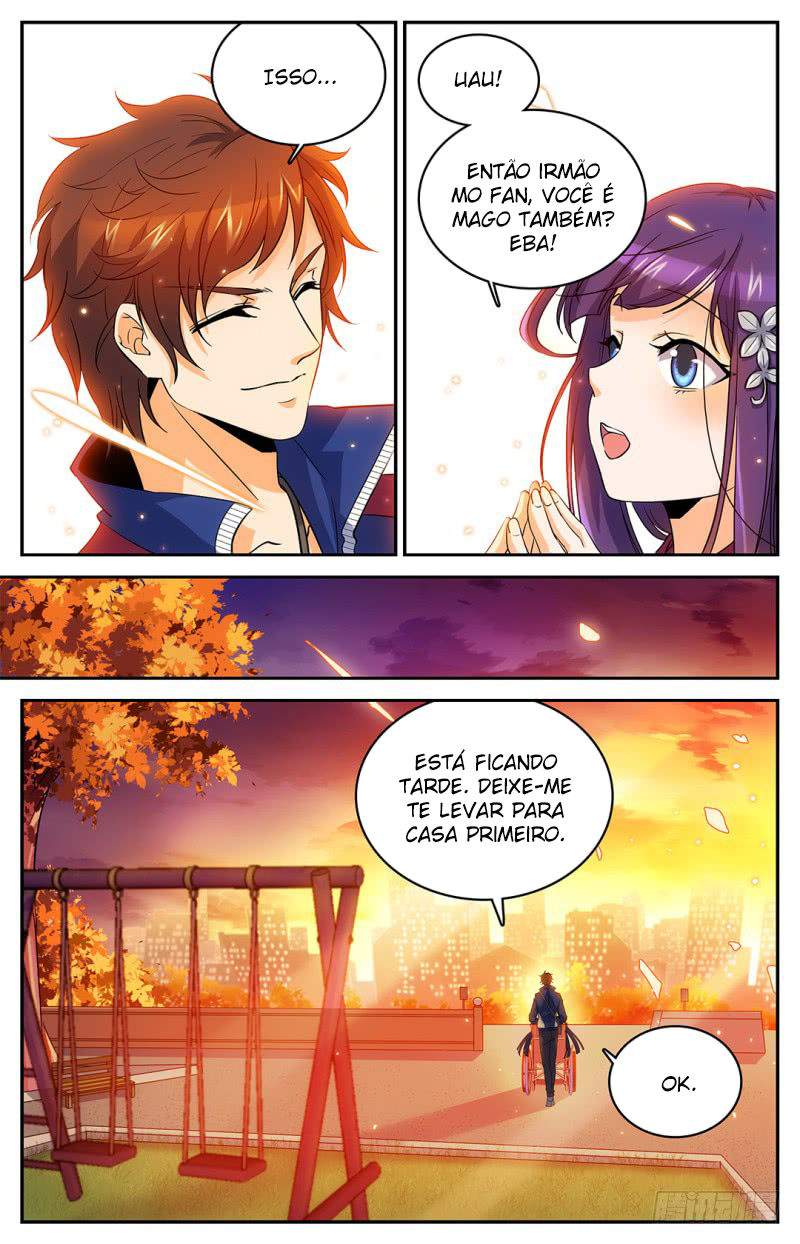 ISSO...
UAU!
ENTÃO IRMÃO
MO FAN, VOCÊ É
MAGO TAMBÉM?
EBA!
ESTÁ FICANDO
TARDE. DEIXE-ME
TE LEVAR PARA
CASA PRIMEIRO.
OK.